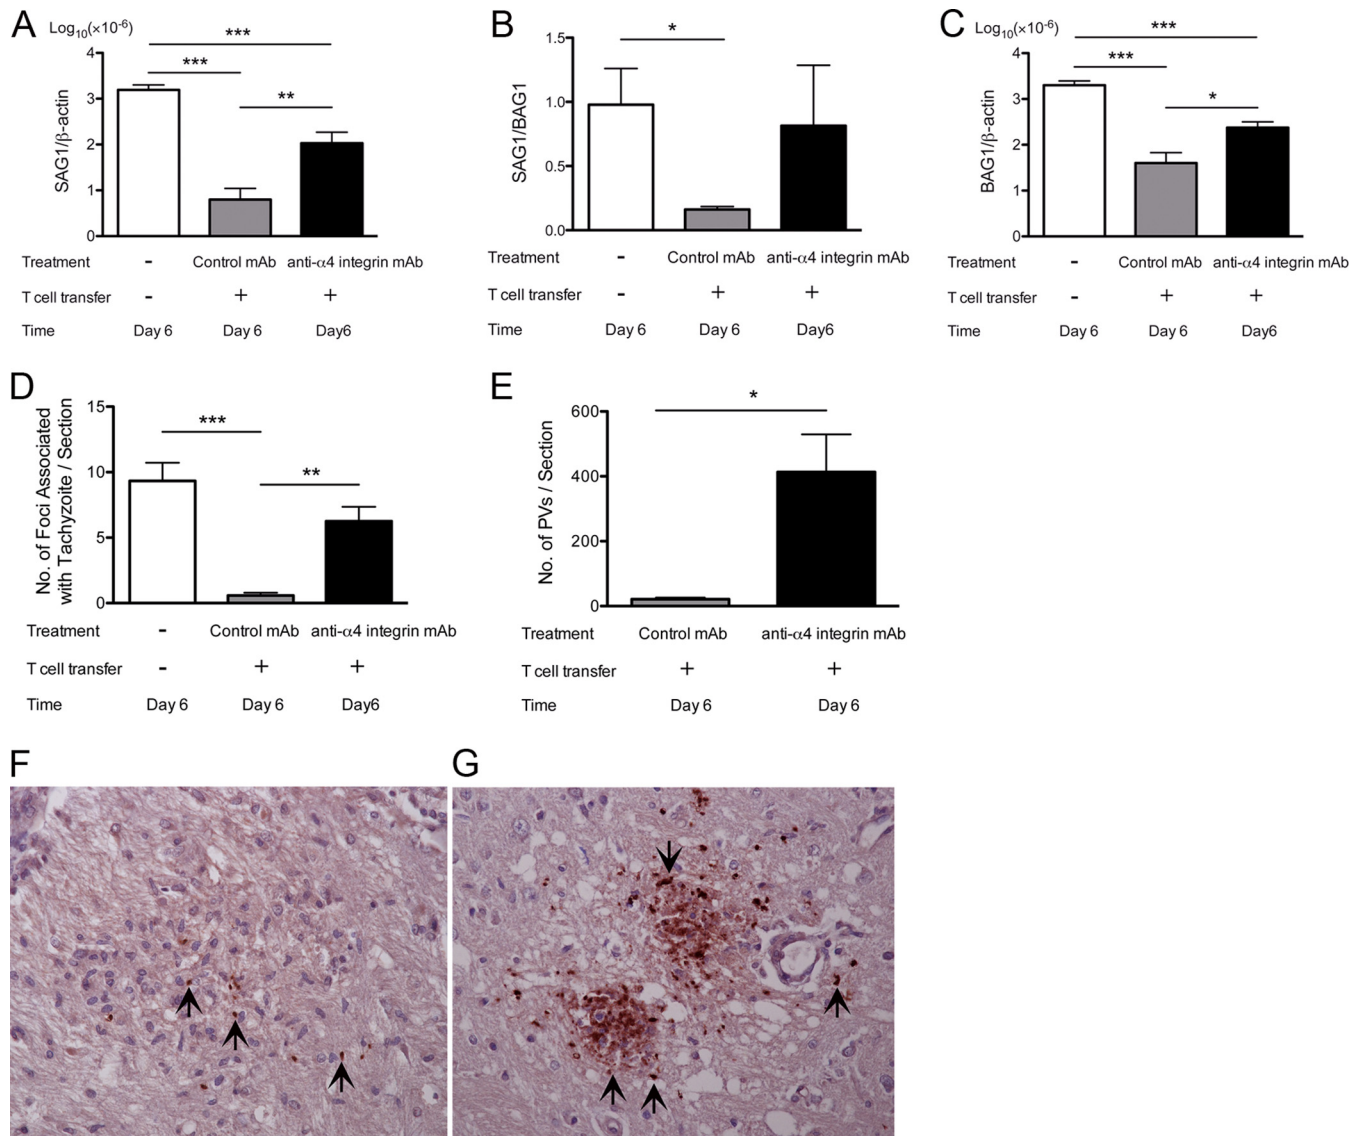 A
Log10(×10-6)
***
***
**
4
3
2
1
0
SAG1/β-actin
Treatment - Control mAb anti-α4 integrin mAb
T cell transfer - + +
Time Day 6 Day 6 Day6
B
*
1.5
1.0
0.5
0.0
SAG1/BAG1
Treatment - Control mAb anti-α4 integrin mAb
T cell transfer - + +
Time Day 6 Day 6 Day6
C
Log10(×10-6)
***
***
*
4
3
2
1
0
BAG1/β-actin
Treatment - Control mAb anti-α4 integrin mAb
T cell transfer - + +
Time Day 6 Day 6 Day6
D
***
**
15
10
5
0
No. of Foci Associated
with Tachyzoite / Section
Treatment - Control mAb anti-α4 integrin mAb
T cell transfer - + +
Time Day 6 Day 6 Day6
E
*
600
400
200
0
No. of PVs / Section
Treatment Control mAb anti-α4 integrin mAb
T cell transfer + +
Time Day 6 Day 6
F
G